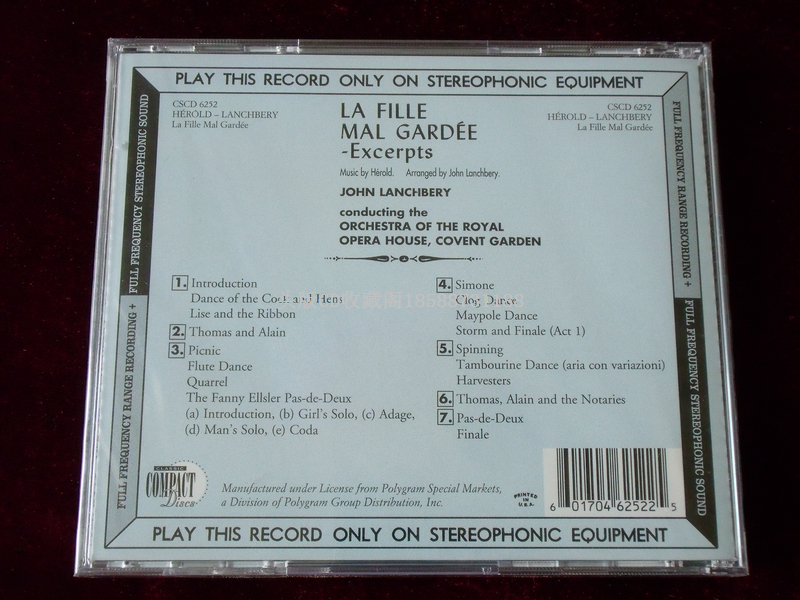 PLAY THIS RECORD ONLY ON STEREOPHONIC EQUIPMENT
CSCD 6252
HÉROLD – LANCHBERY
La Fille Mal Gardée
LA FILLE
MAL GARDÉE
-Excerpts
Music by Hérold. Arranged by John Lanchbery.
JOHN LANCHBERY
conducting the
ORCHESTRA OF THE ROYAL
OPERA HOUSE, COVENT GARDEN
CSCD 6252
HÉROLD – LANCHBERY
La Fille Mal Gardée
FULL FREQUENCY RANGE RECORDING + FULL FREQUENCY STEREOPHONIC SOUND
FULL FREQUENCY RANGE RECORDING + FULL FREQUENCY STEREOPHONIC SOUND
1. Introduction
Dance of the Cock and Hens
Lise and the Ribbon
2. Thomas and Alain
3. Picnic
Flute Dance
Quarrel
The Fanny Ellsler Pas-de-Deux
(a) Introduction, (b) Girl's Solo, (c) Adage,
(d) Man's Solo, (e) Coda
4. Simone
Clog Dance
Maypole Dance
Storm and Finale (Act 1)
5. Spinning
Tambourine Dance (aria con variazioni)
Harvesters
6. Thomas, Alain and the Notaries
7. Pas-de-Deux
Finale
CLASSIC
COMPACT
Discs
Manufactured under License from Polygram Special Markets,
a Division of Polygram Group Distribution, Inc.
PRINTED
IN
U.S.A.
6 01704 62522 5
PLAY THIS RECORD ONLY ON STEREOPHONIC EQUIPMENT